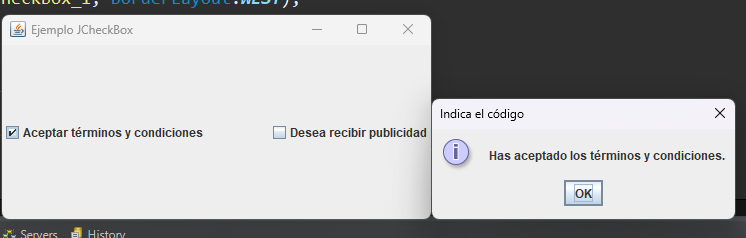 heckBox_1, BorderLayout.WEST);
Ejemplo JCheckBox
Aceptar términos y condiciones
Desea recibir publicidad
Indica el código
Has aceptado los términos y condiciones.
OK
Servers
History